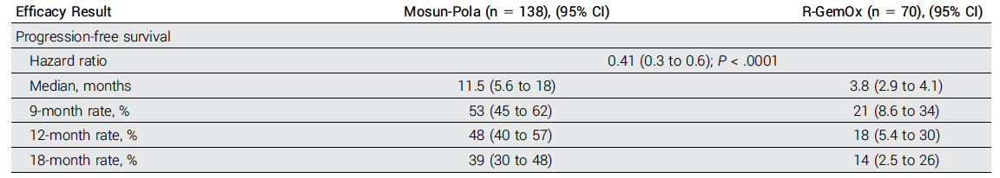 Efficacy Result Mosun-Pola (n = 138), (95% CI) R-GemOx (n = 70), (95% CI)
Progression-free survival
Hazard ratio 0.41 (0.3 to 0.6); P < .0001
Median, months 11.5 (5.6 to 18) 3.8 (2.9 to 4.1)
9-month rate, % 53 (45 to 62) 21 (8.6 to 34)
12-month rate, % 48 (40 to 57) 18 (5.4 to 30)
18-month rate, % 39 (30 to 48) 14 (2.5 to 26)